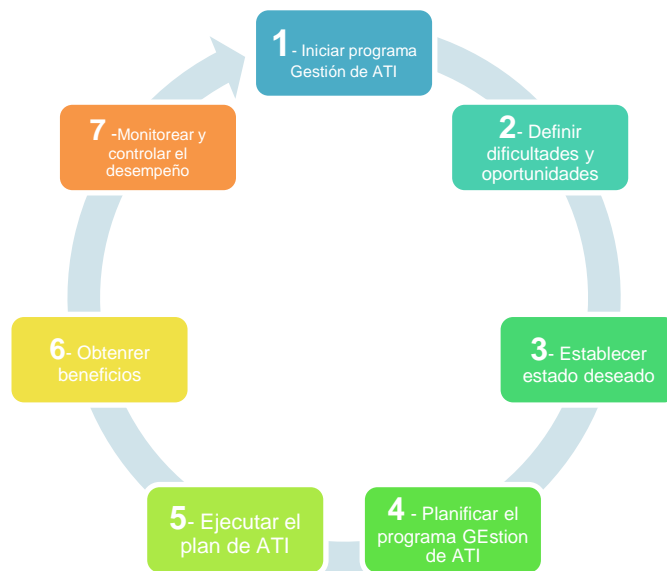 1- Iniciar programa
Gestión de ATI
2- Definir
dificultades y
oportunidades
3- Establecer
estado deseado
4 - Planificar el
programa GEstion
de ATI
5- Ejecutar el
plan de ATI
6- Obtenrer
beneficios
7 -Monitorear y
controlar el
desempeño